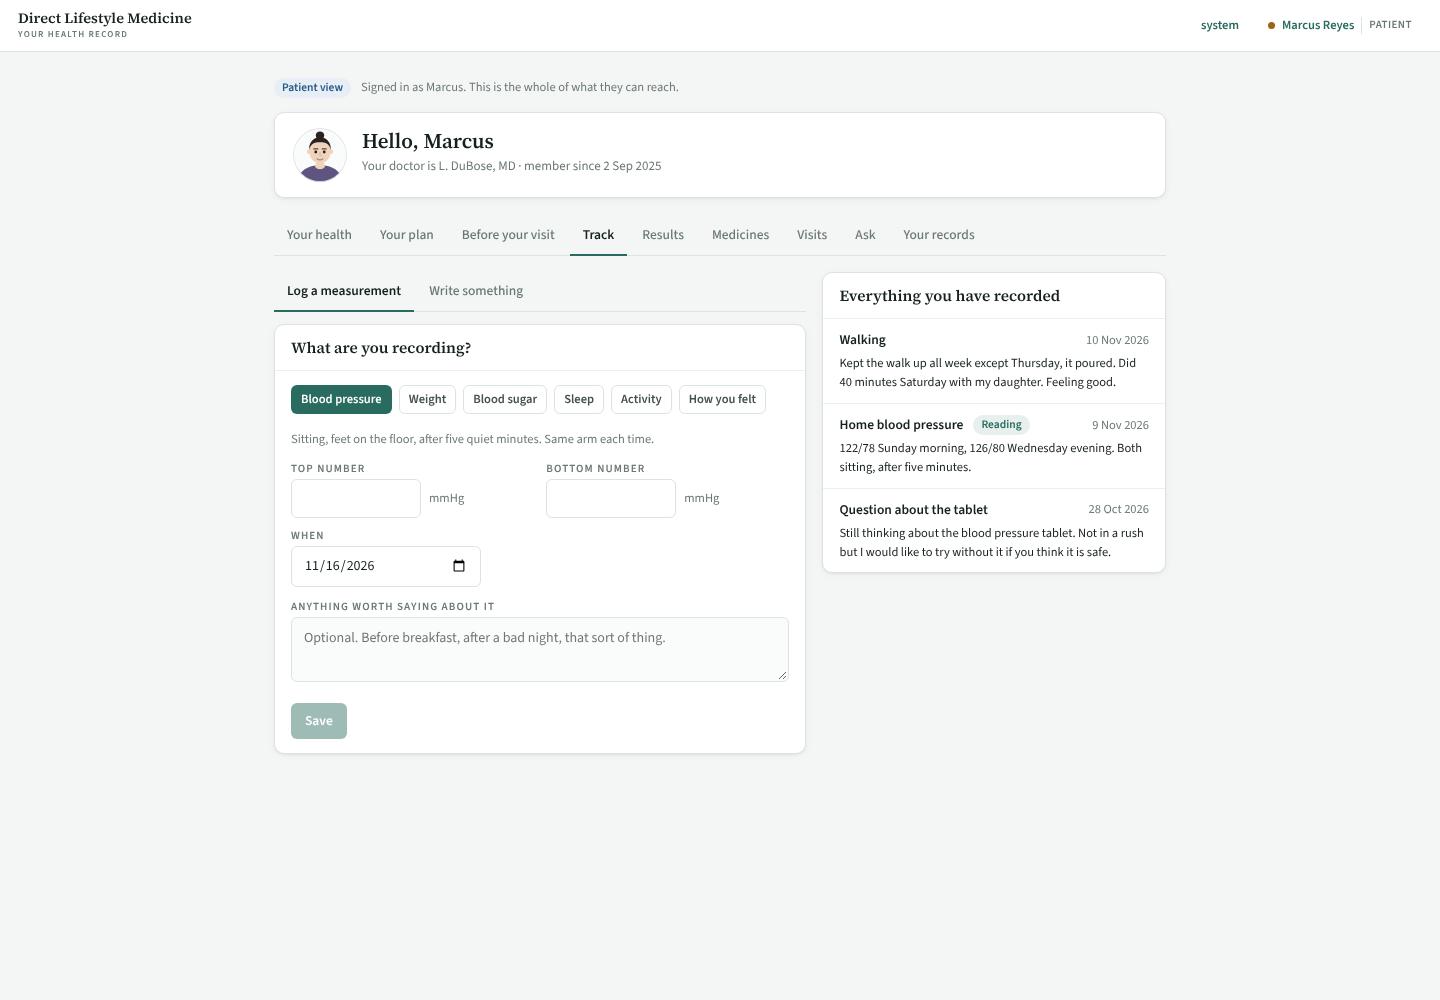 Direct Lifestyle Medicine
YOUR HEALTH RECORD
system
Marcus Reyes
PATIENT
Patient view
Signed in as Marcus. This is the whole of what they can reach.
Hello, Marcus
Your doctor is L. DuBose, MD · member since 2 Sep 2025
Your health
Your plan
Before your visit
Track
Results
Medicines
Visits
Ask
Your records
Log a measurement
Write something
What are you recording?
Blood pressure
Weight
Blood sugar
Sleep
Activity
How you felt
Sitting, feet on the floor, after five quiet minutes. Same arm each time.
TOP NUMBER
mmHg
BOTTOM NUMBER
mmHg
WHEN
11/16/2026
ANYTHING WORTH SAYING ABOUT IT
Optional. Before breakfast, after a bad night, that sort of thing.
Save
Everything you have recorded
Walking
10 Nov 2026
Kept the walk up all week except Thursday, it poured. Did
40 minutes Saturday with my daughter. Feeling good.
Home blood pressure
Reading
9 Nov 2026
122/78 Sunday morning, 126/80 Wednesday evening. Both
sitting, after five minutes.
Question about the tablet
28 Oct 2026
Still thinking about the blood pressure tablet. Not in a rush
but I would like to try without it if you think it is safe.